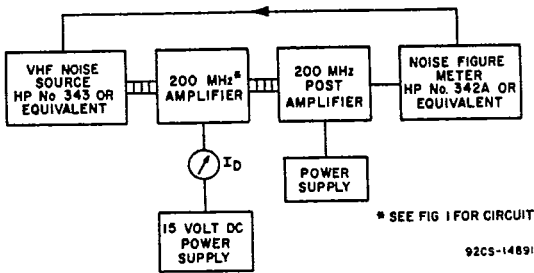 VHF NOISE
SOURCE
HP No 343 OR
EQUIVALENT
200 MHz*
AMPLIFIER
200 MHz
POST
AMPLIFIER
NOISE FIGURE
METER
HP No. 342A OR
EQUIVALENT
ID
POWER
SUPPLY
15 VOLT DC
POWER
SUPPLY
* SEE FIG 1 FOR CIRCUIT
92CS-14891